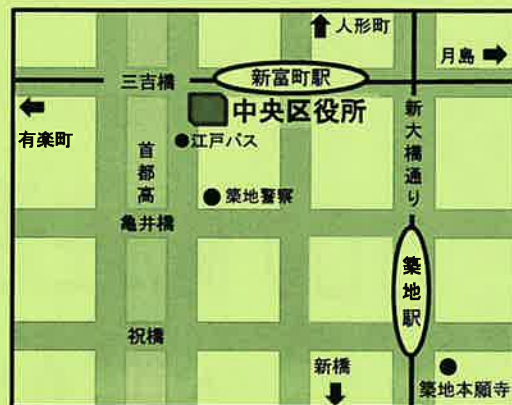 人形町
月島
三吉橋
新富町駅
有楽町
中央区役所
江戸バス
新大橋通り
首都高
築地警察
亀井橋
築地駅
祝橋
新橋
築地本願寺